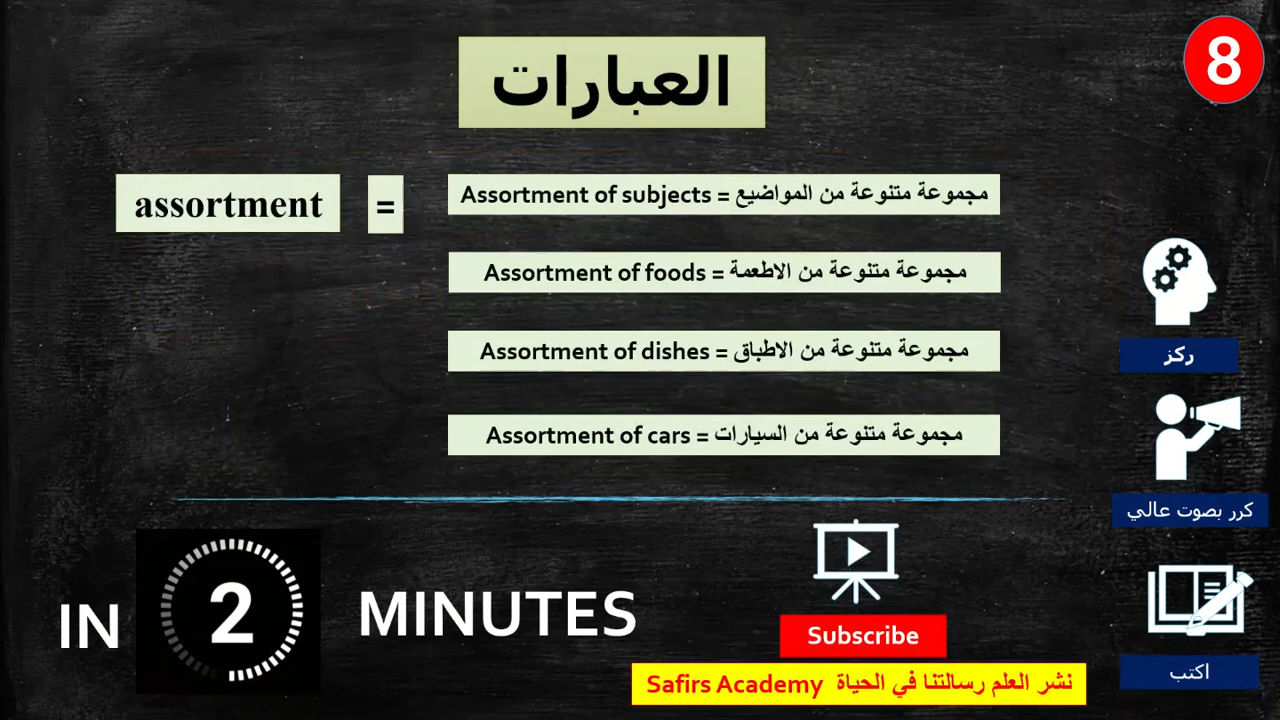 8
العبارات
assortment = Assortment of subjects = مجموعة متنوعة من المواضيع
Assortment of foods = مجموعة متنوعة من الاطعمة
Assortment of dishes = مجموعة متنوعة من الاطباق
Assortment of cars = مجموعة متنوعة من السيارات
ركز
كرر بصوت عالي
اكتب
IN 2 MINUTES
Subscribe
Safirs Academy نشر العلم رسالتنا في الحياة